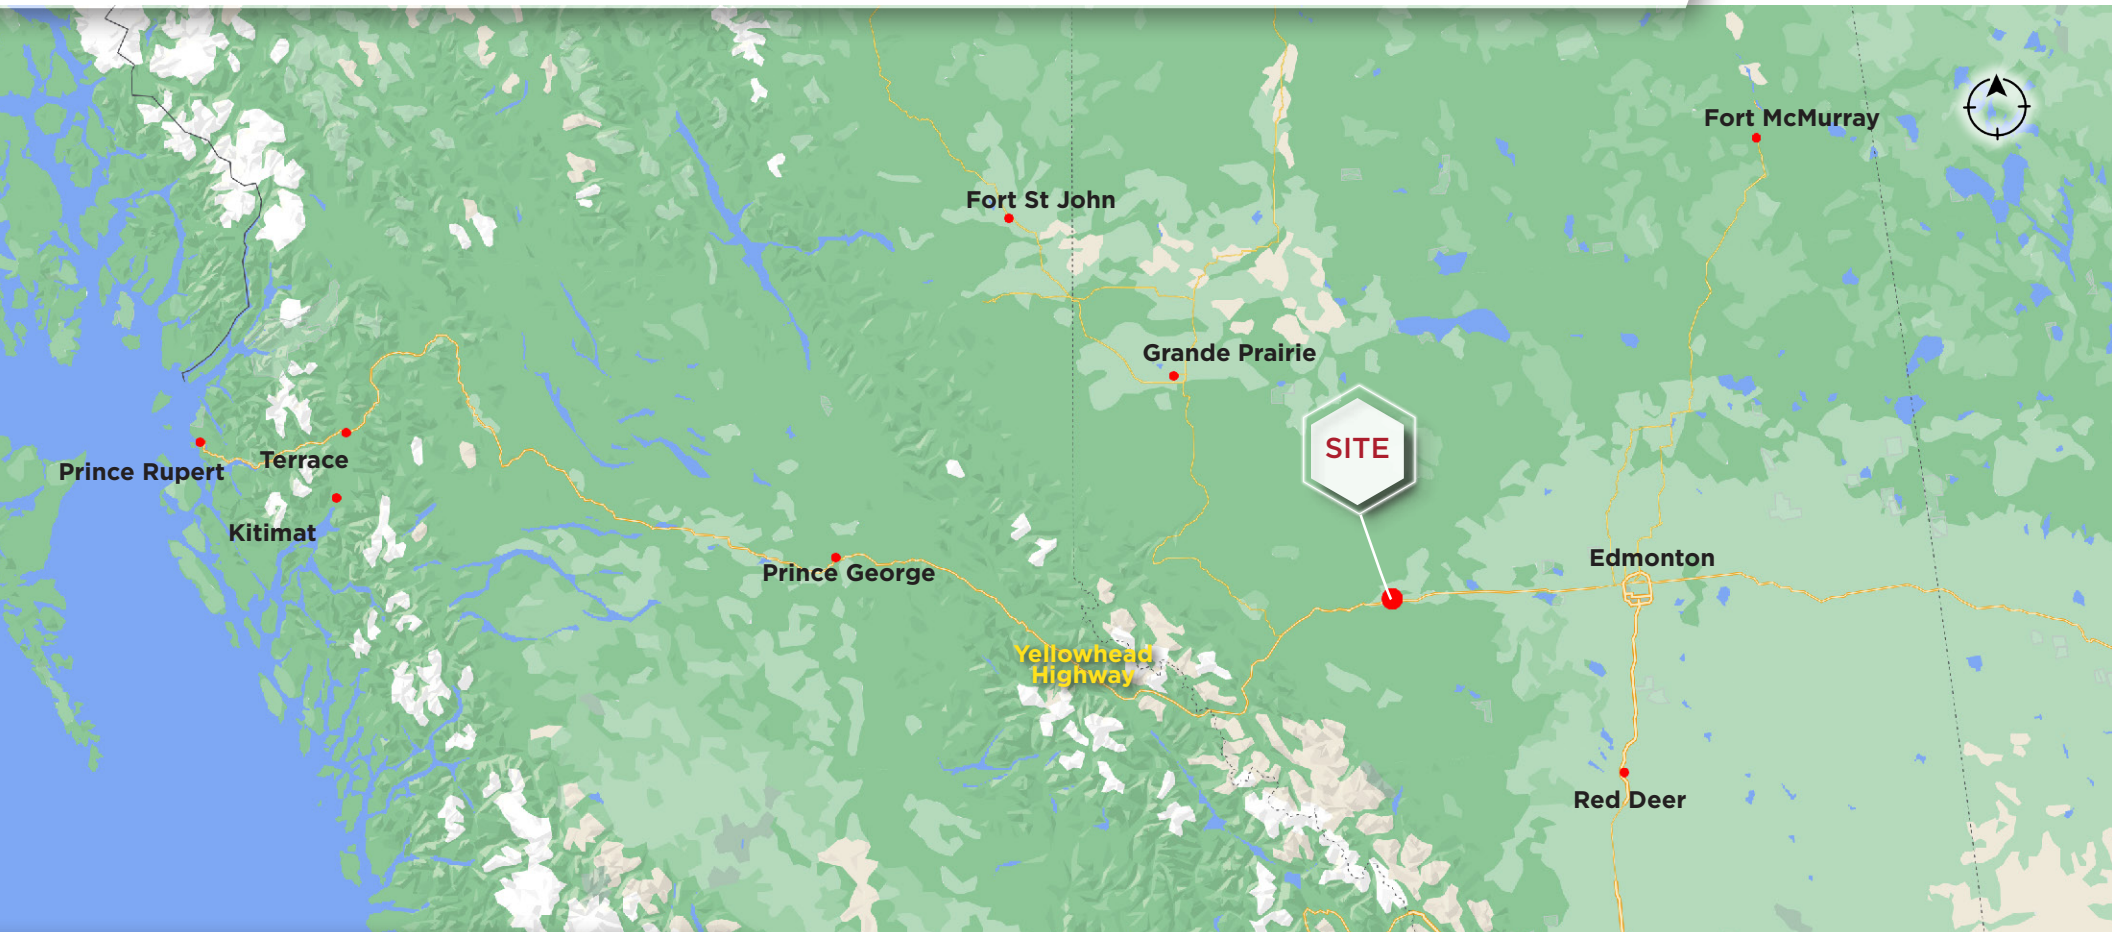 Fort McMurray
Fort St John
Grande Prairie
SITE
Terrace
Prince Rupert
Kitimat
Prince George
Edmonton
Yellowhead
Highway
Red Deer